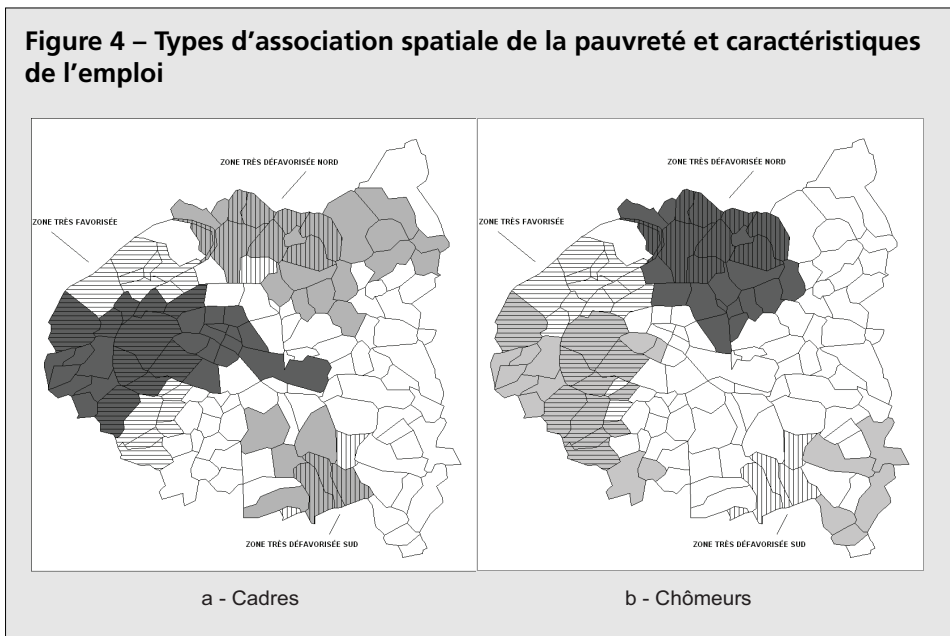 Figure 4 – Types d'association spatiale de la pauvreté et caractéristiques
de l'emploi
ZONE TRÈS DÉFAVORISÉE NORD
ZONE TRÈS FAVORISÉE
ZONE TRÈS DÉFAVORISÉE SUD
a - Cadres
ZONE TRÈS DÉFAVORISÉE NORD
ZONE TRÈS FAVORISÉE
ZONE TRÈS DÉFAVORISÉE SUD
b - Chômeurs